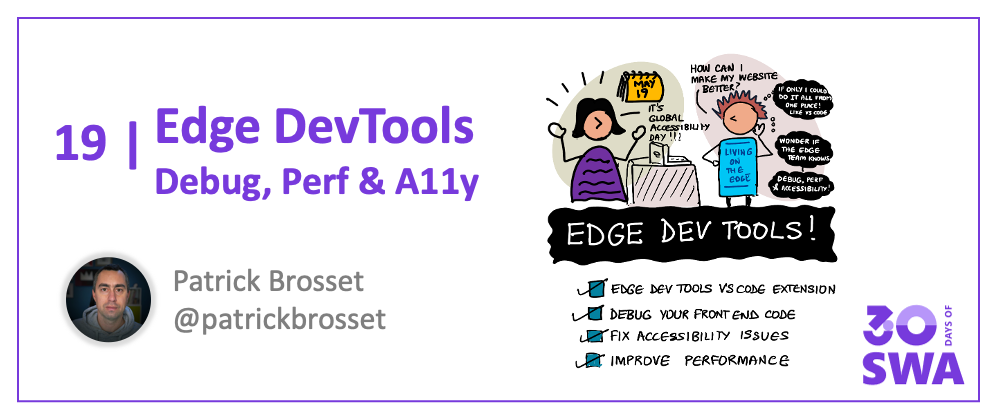 19 |
Edge DevTools
Debug, Perf & A11y
Patrick Brosset
@patrickbrosset
MAY
19
IT'S
GLOBAL
ACCESSIBILITY
DAY!!!
HOW CAN I
MAKE MY WEBSITE
BETTER?
IF ONLY I COULD
DO IT ALL FROM
ONE PLACE!
LIKE VS CODE
WONDER IF
THE EDGE
TEAM KNOWS
DEBUG, PERF
& ACCESSIBILITY!
LIVING
ON
THE
EDGE
EDGE DEV TOOLS!
EDGE DEV TOOLS VS CODE EXTENSION
DEBUG YOUR FRONT END CODE
FIX ACCESSIBILITY ISSUES
IMPROVE PERFORMANCE
30
DAYS OF
SWA